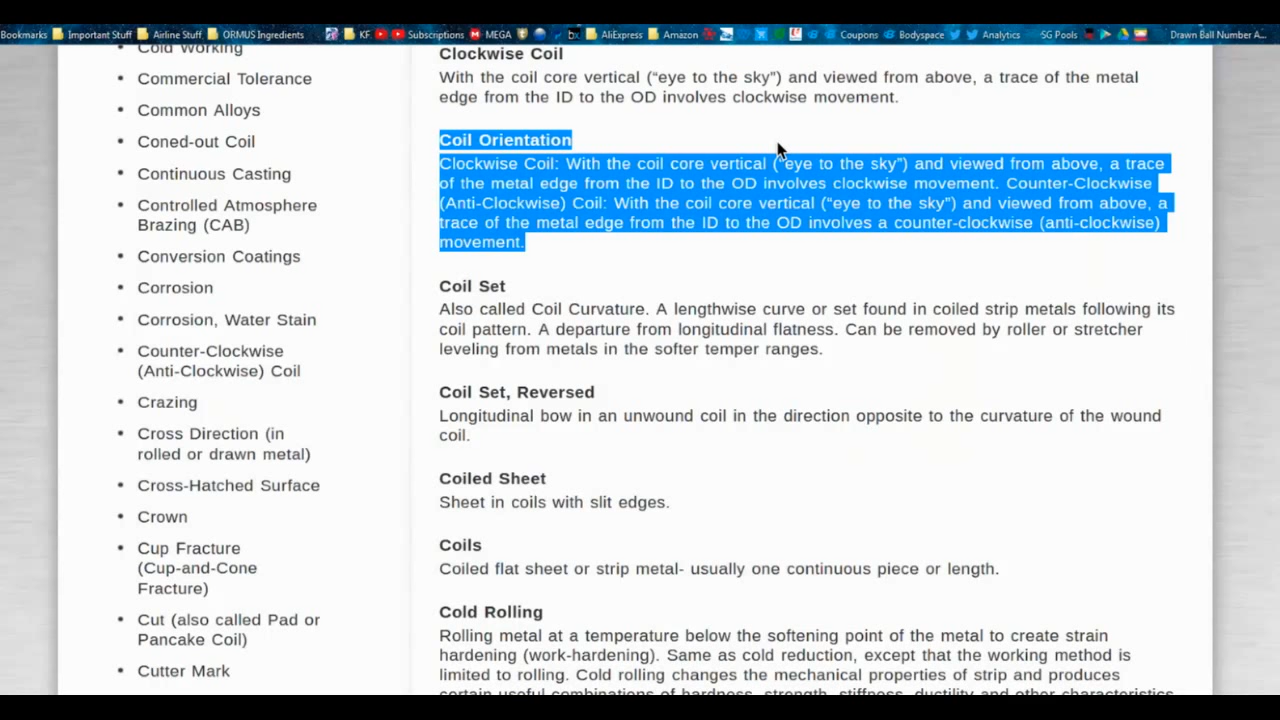 Bookmarks Important Stuff Airline Stuff ORMUS Ingredients KF Subscriptions MEGA bx AliExpress Amazon Coupons Bodyspace Analytics SG Pools Drawn Ball Number A...
Cold Working
Commercial Tolerance
Common Alloys
Coned-out Coil
Continuous Casting
Controlled Atmosphere
Brazing (CAB)
Conversion Coatings
Corrosion
Corrosion, Water Stain
Counter-Clockwise
(Anti-Clockwise) Coil
Crazing
Cross Direction (in
rolled or drawn metal)
Cross-Hatched Surface
Crown
Cup Fracture
(Cup-and-Cone
Fracture)
Cut (also called Pad or
Pancake Coil)
Cutter Mark
Clockwise Coil
With the coil core vertical (“eye to the sky”) and viewed from above, a trace of the metal
edge from the ID to the OD involves clockwise movement.
Coil Orientation
Clockwise Coil: With the coil core vertical (“eye to the sky”) and viewed from above, a trace
of the metal edge from the ID to the OD involves clockwise movement. Counter-Clockwise
(Anti-Clockwise) Coil: With the coil core vertical (“eye to the sky”) and viewed from above, a
trace of the metal edge from the ID to the OD involves a counter-clockwise (anti-clockwise)
movement.
Coil Set
Also called Coil Curvature. A lengthwise curve or set found in coiled strip metals following its
coil pattern. A departure from longitudinal flatness. Can be removed by roller or stretcher
leveling from metals in the softer temper ranges.
Coil Set, Reversed
Longitudinal bow in an unwound coil in the direction opposite to the curvature of the wound
coil.
Coiled Sheet
Sheet in coils with slit edges.
Coils
Coiled flat sheet or strip metal- usually one continuous piece or length.
Cold Rolling
Rolling metal at a temperature below the softening point of the metal to create strain
hardening (work-hardening). Same as cold reduction, except that the working method is
limited to rolling. Cold rolling changes the mechanical properties of strip and produces
certain useful combinations of hardness, strength, stiffness, ductility and other characteristics